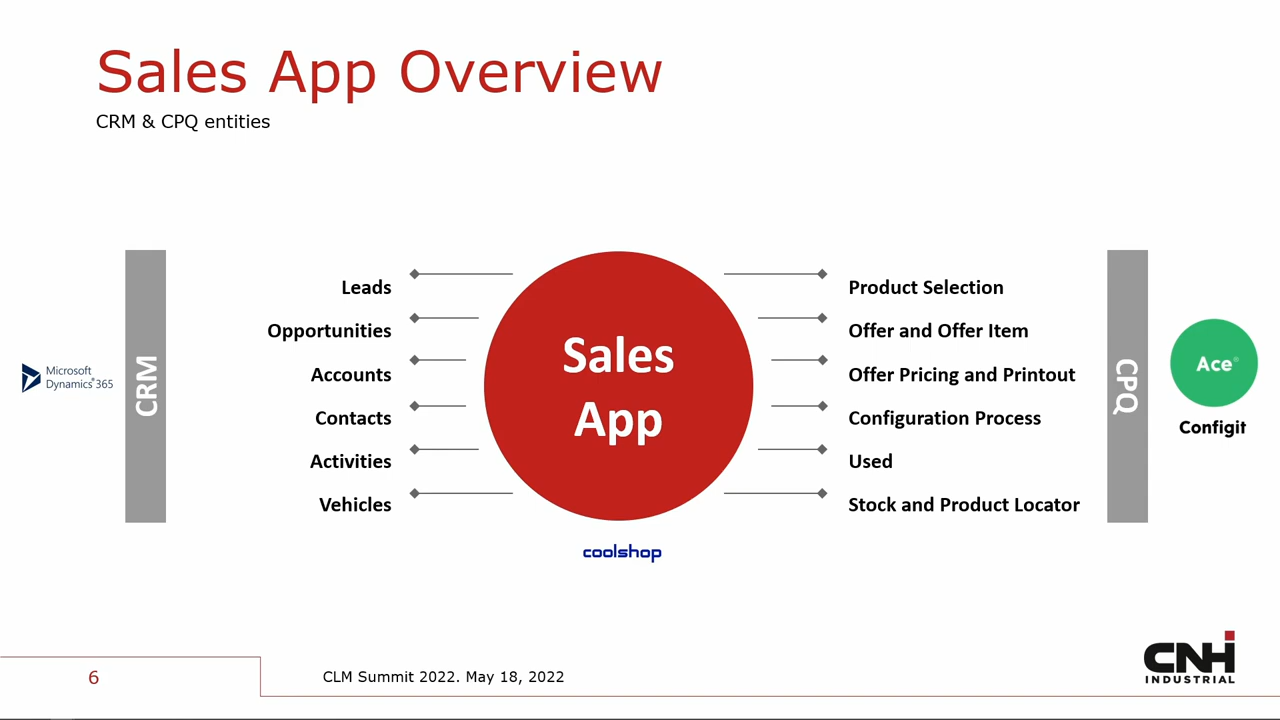 Sales App Overview
CRM & CPQ entities
Microsoft
Dynamics® 365
CRM
Leads
Opportunities
Accounts
Contacts
Activities
Vehicles
Sales
App
coolshop
Product Selection
Offer and Offer Item
Offer Pricing and Printout
Configuration Process
Used
Stock and Product Locator
CPQ
Ace®
Configit
6
CLM Summit 2022. May 18, 2022
CNH
INDUSTRIAL